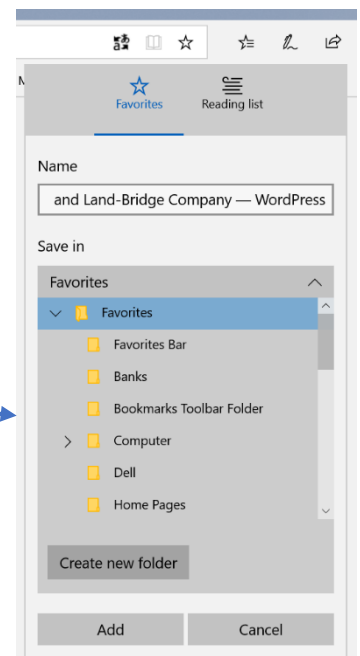 Favorites
Reading list
Name
and Land-Bridge Company — WordPress
Save in
Favorites
Favorites
Favorites Bar
Banks
Bookmarks Toolbar Folder
Computer
Dell
Home Pages
Create new folder
Add Cancel